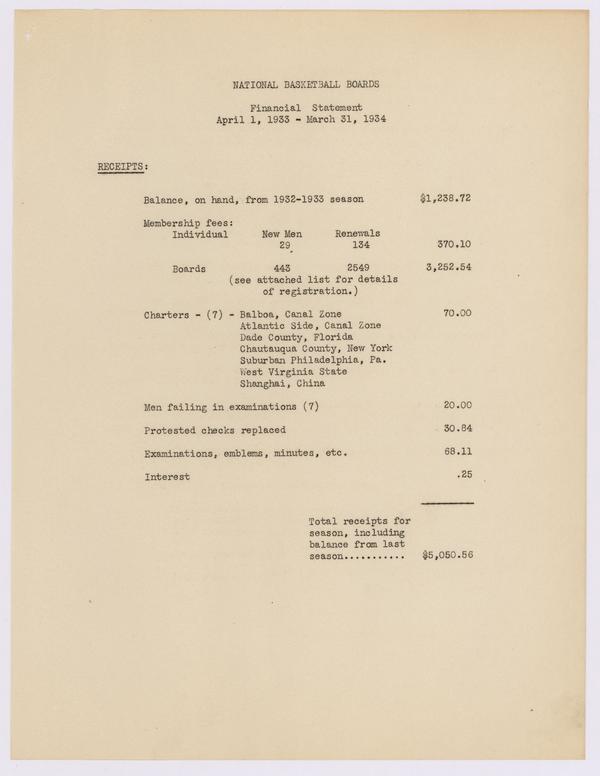 NATIONAL BASKETBALL BOARDS
Financial Statement
April 1, 1933 - March 31, 1934
RECEIPTS:
Balance, on hand, from 1932-1933 season $1,238.72
Membership fees:
Individual New Men Renewals
29 134 370.10
Boards 443 2549 3,252.54
(see attached list for details
of registration.)
Charters - (7) - Balboa, Canal Zone 70.00
Atlantic Side, Canal Zone
Dade County, Florida
Chautauqua County, New York
Suburban Philadelphia, Pa.
West Virginia State
Shanghai, China
Men failing in examinations (7) 20.00
Protested checks replaced 30.84
Examinations, emblems, minutes, etc. 68.11
Interest .25
Total receipts for
season, including
balance from last
season........... $5,050.56